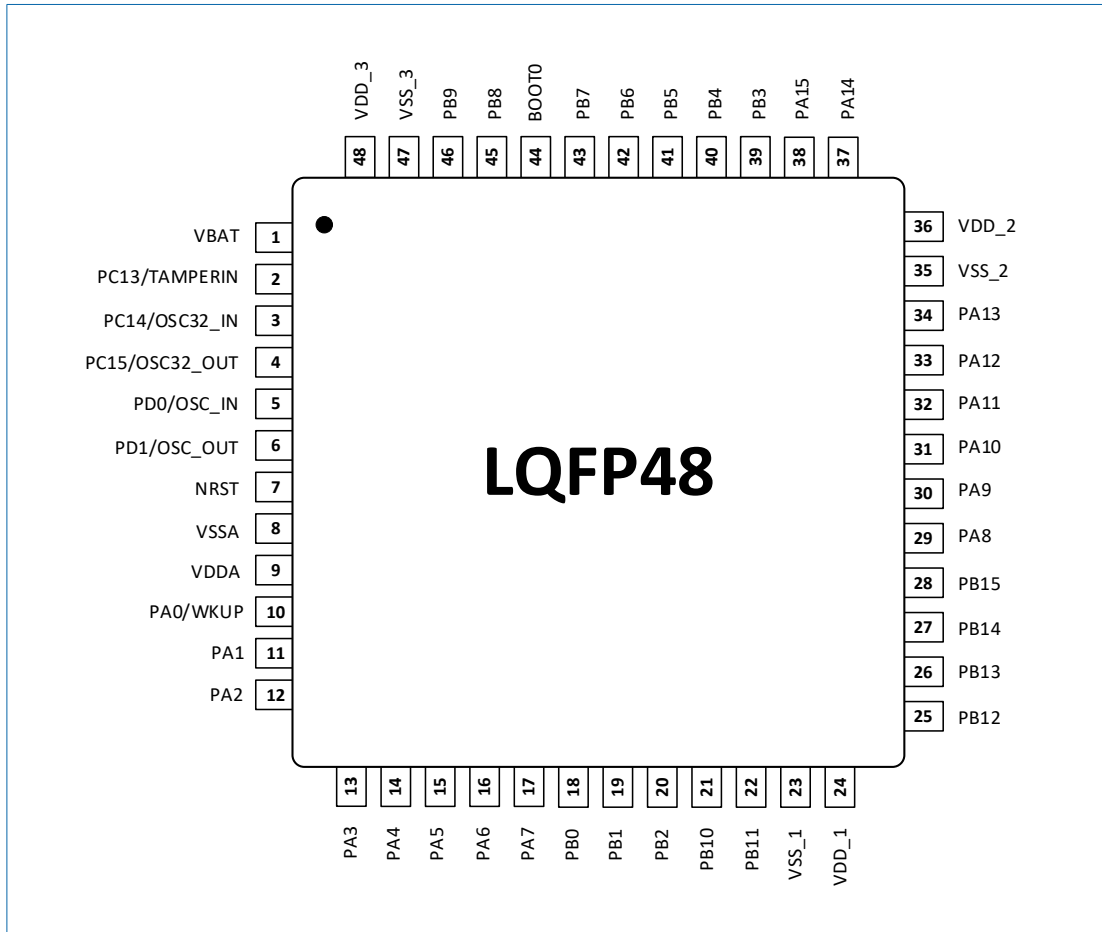 VDD_3
VSS_3
PB9
PB8
BOOT0
PB7
PB6
PB5
PB4
PB3
PA15
PA14
48
47
46
45
44
43
42
41
40
39
38
37
VBAT 1
PC13/TAMPERIN 2
PC14/OSC32_IN 3
PC15/OSC32_OUT 4
PD0/OSC_IN 5
PD1/OSC_OUT 6
NRST 7
VSSA 8
VDDA 9
PA0/WKUP 10
PA1 11
PA2 12
LQFP48
36 VDD_2
35 VSS_2
34 PA13
33 PA12
32 PA11
31 PA10
30 PA9
29 PA8
28 PB15
27 PB14
26 PB13
25 PB12
13
14
15
16
17
18
19
20
21
22
23
24
PA3
PA4
PA5
PA6
PA7
PB0
PB1
PB2
PB10
PB11
VSS_1
VDD_1